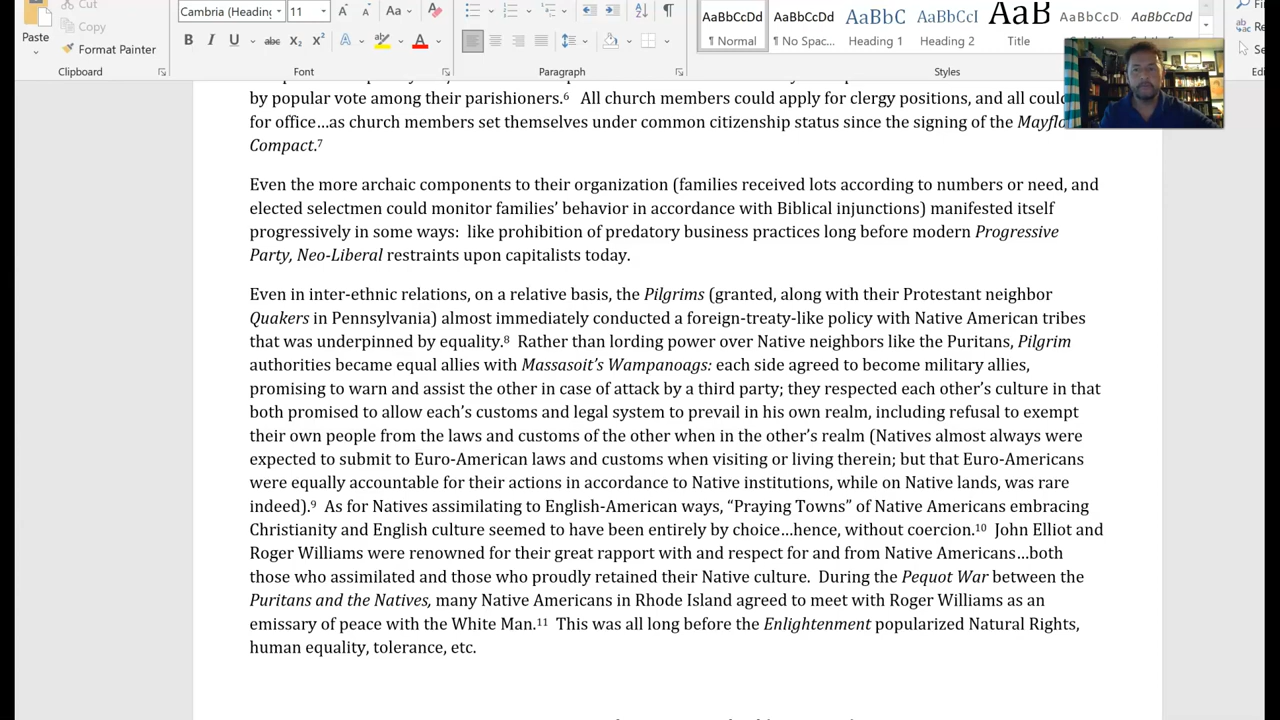 Cut
Cambria (Heading
11
Aa
AaBbCcDd
AaBbCcDd
AaBbC
AaBbCcI
AaB
AaBbCcD
AaBbCcDd
Paste
Copy
Format Painter
B I U abc X₂ X² A A
¶ Normal
¶ No Spac...
Heading 1
Heading 2
Title
Clipboard
Font
Paragraph
Styles
by popular vote among their parishioners.⁶ All church members could apply for clergy positions, and all could
for office…as church members set themselves under common citizenship status since the signing of the
Compact.⁷
Even the more archaic components to their organization (families received lots according to numbers or need, and
elected selectmen could monitor families’ behavior in accordance with Biblical injunctions) manifested itself
progressively in some ways: like prohibition of predatory business practices long before modern Progressive
Party, Neo-Liberal restraints upon capitalists today.
Even in inter-ethnic relations, on a relative basis, the Pilgrims (granted, along with their Protestant neighbor
Quakers in Pennsylvania) almost immediately conducted a foreign-treaty-like policy with Native American tribes
that was underpinned by equality.⁸ Rather than lording power over Native neighbors like the Puritans, Pilgrim
authorities became equal allies with Massasoit’s Wampanoags: each side agreed to become military allies,
promising to warn and assist the other in case of attack by a third party; they respected each other’s culture in that
both promised to allow each’s customs and legal system to prevail in his own realm, including refusal to exempt
their own people from the laws and customs of the other when in the other’s realm (Natives almost always were
expected to submit to Euro-American laws and customs when visiting or living therein; but that Euro-Americans
were equally accountable for their actions in accordance to Native institutions, while on Native lands, was rare
indeed).⁹ As for Natives assimilating to English-American ways, “Praying Towns” of Native Americans embracing
Christianity and English culture seemed to have been entirely by choice…hence, without coercion.¹⁰ John Elliot and
Roger Williams were renowned for their great rapport with and respect for and from Native Americans…both
those who assimilated and those who proudly retained their Native culture. During the Pequot War between the
Puritans and the Natives, many Native Americans in Rhode Island agreed to meet with Roger Williams as an
emissary of peace with the White Man.¹¹ This was all long before the Enlightenment popularized Natural Rights,
human equality, tolerance, etc.